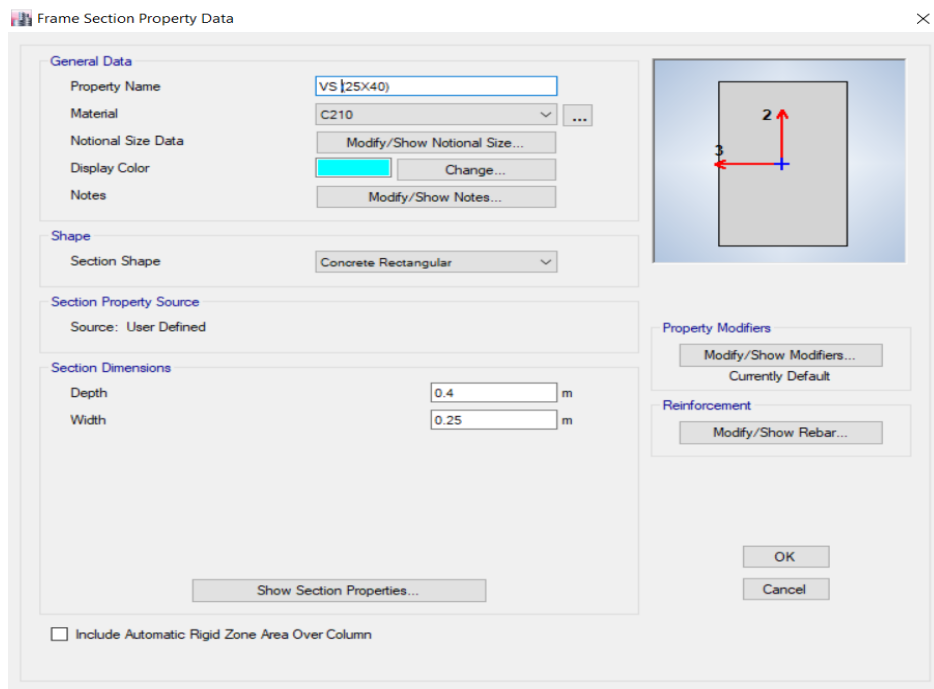 Frame Section Property Data
General Data
Property Name VS (25X40)
Material C210 ...
Notional Size Data Modify/Show Notional Size...
Display Color Change...
Notes Modify/Show Notes...
Shape
Section Shape Concrete Rectangular
Section Property Source
Source: User Defined
Section Dimensions
Depth 0.4 m
Width 0.25 m
Show Section Properties...
Include Automatic Rigid Zone Area Over Column
2
3
Property Modifiers
Modify/Show Modifiers...
Currently Default
Reinforcement
Modify/Show Rebar...
OK
Cancel